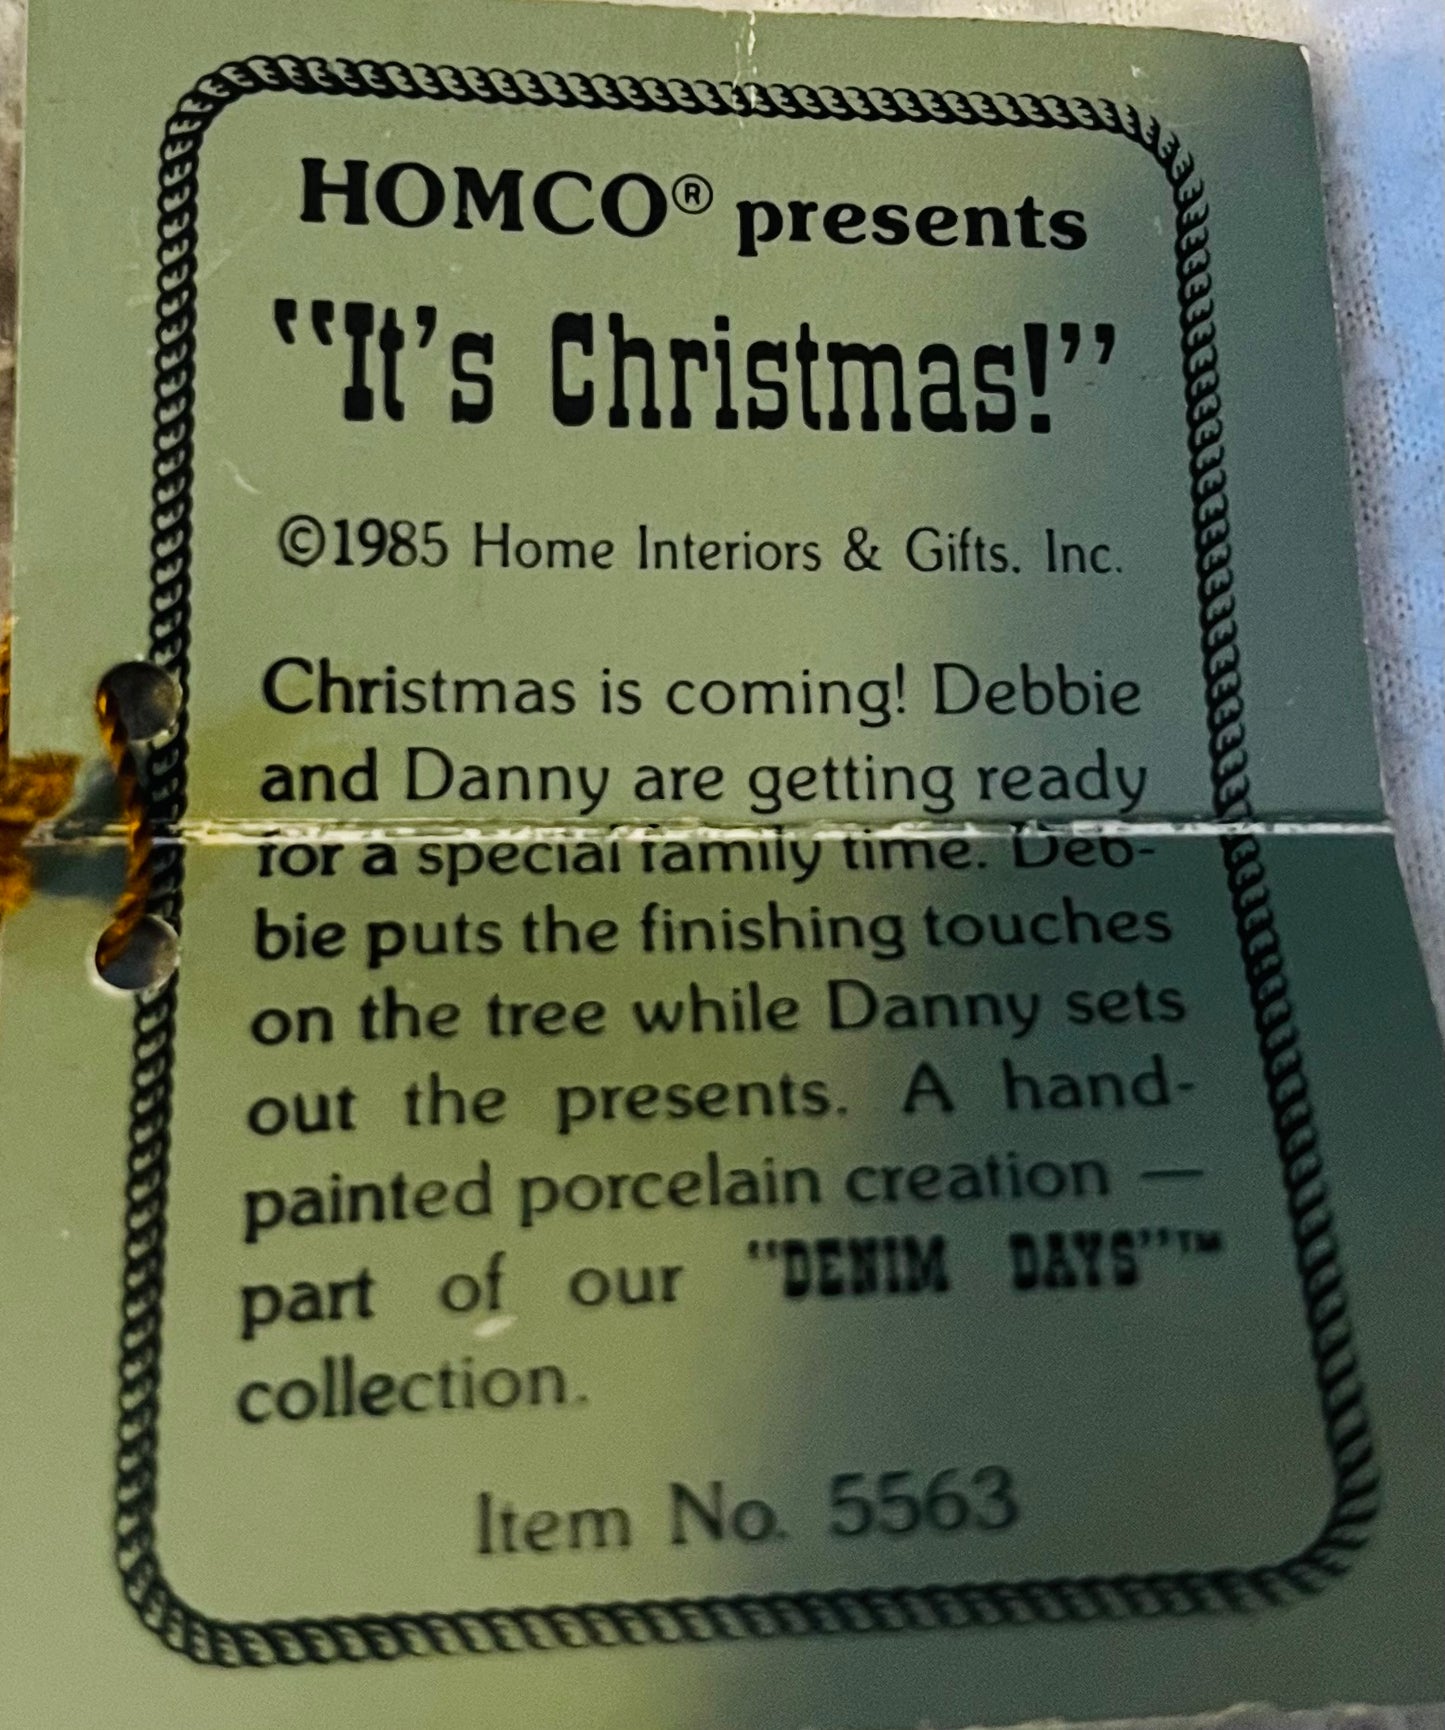 HOMCO® presents
“It’s Christmas!”
©1985 Home Interiors & Gifts, Inc.
Christmas is coming! Debbie
and Danny are getting ready
for a special family time. Deb-
bie puts the finishing touches
on the tree while Danny sets
out the presents. A hand-
painted porcelain creation —
part of our "DENIM DAYS"™
collection.
Item No. 5563